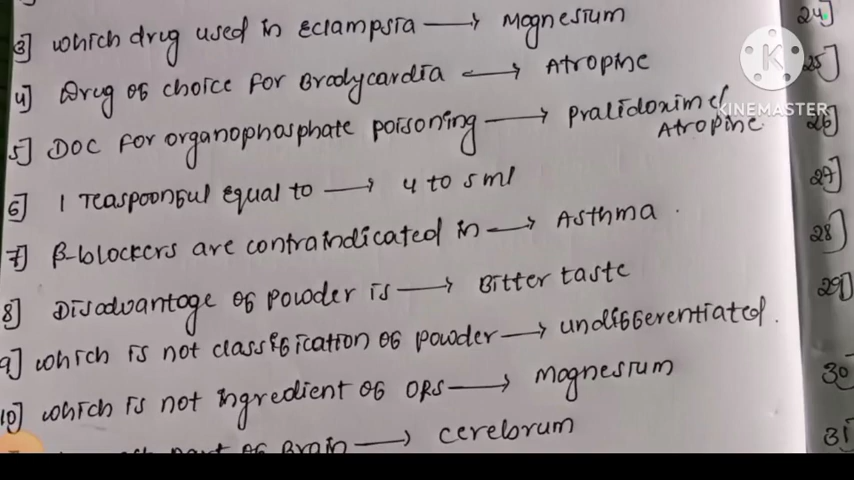 3] which drug used in Eclampsia → Magnesium
4] Drug of choice for Bradycardia → Atropine
5] DOC for organophosphate poisoning → Pralidoxime/
Atropine
6] 1 Teaspoonful equal to → 4 to 5 ml
7] β-blockers are contraindicated in → Asthma.
8] Disadvantage of powder is → Bitter taste
9] which is not classification of powder → undifferentiated.
10] which is not ingredient of ORS → Magnesium
part of Brain → cerebrum
24]
25]
26]
27]
28]
29]
30
31
K
KINEMASTER